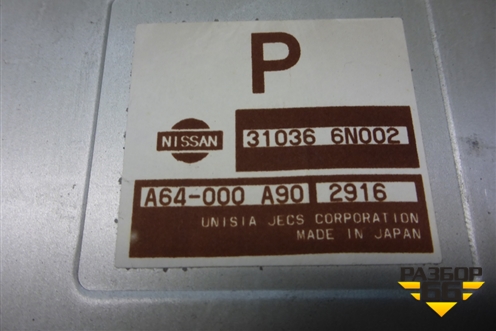 P
NISSAN
31036 6N002
A64-000 A90 2916
UNISIA JECS CORPORATION
MADE IN JAPAN
РАЗБОР
66